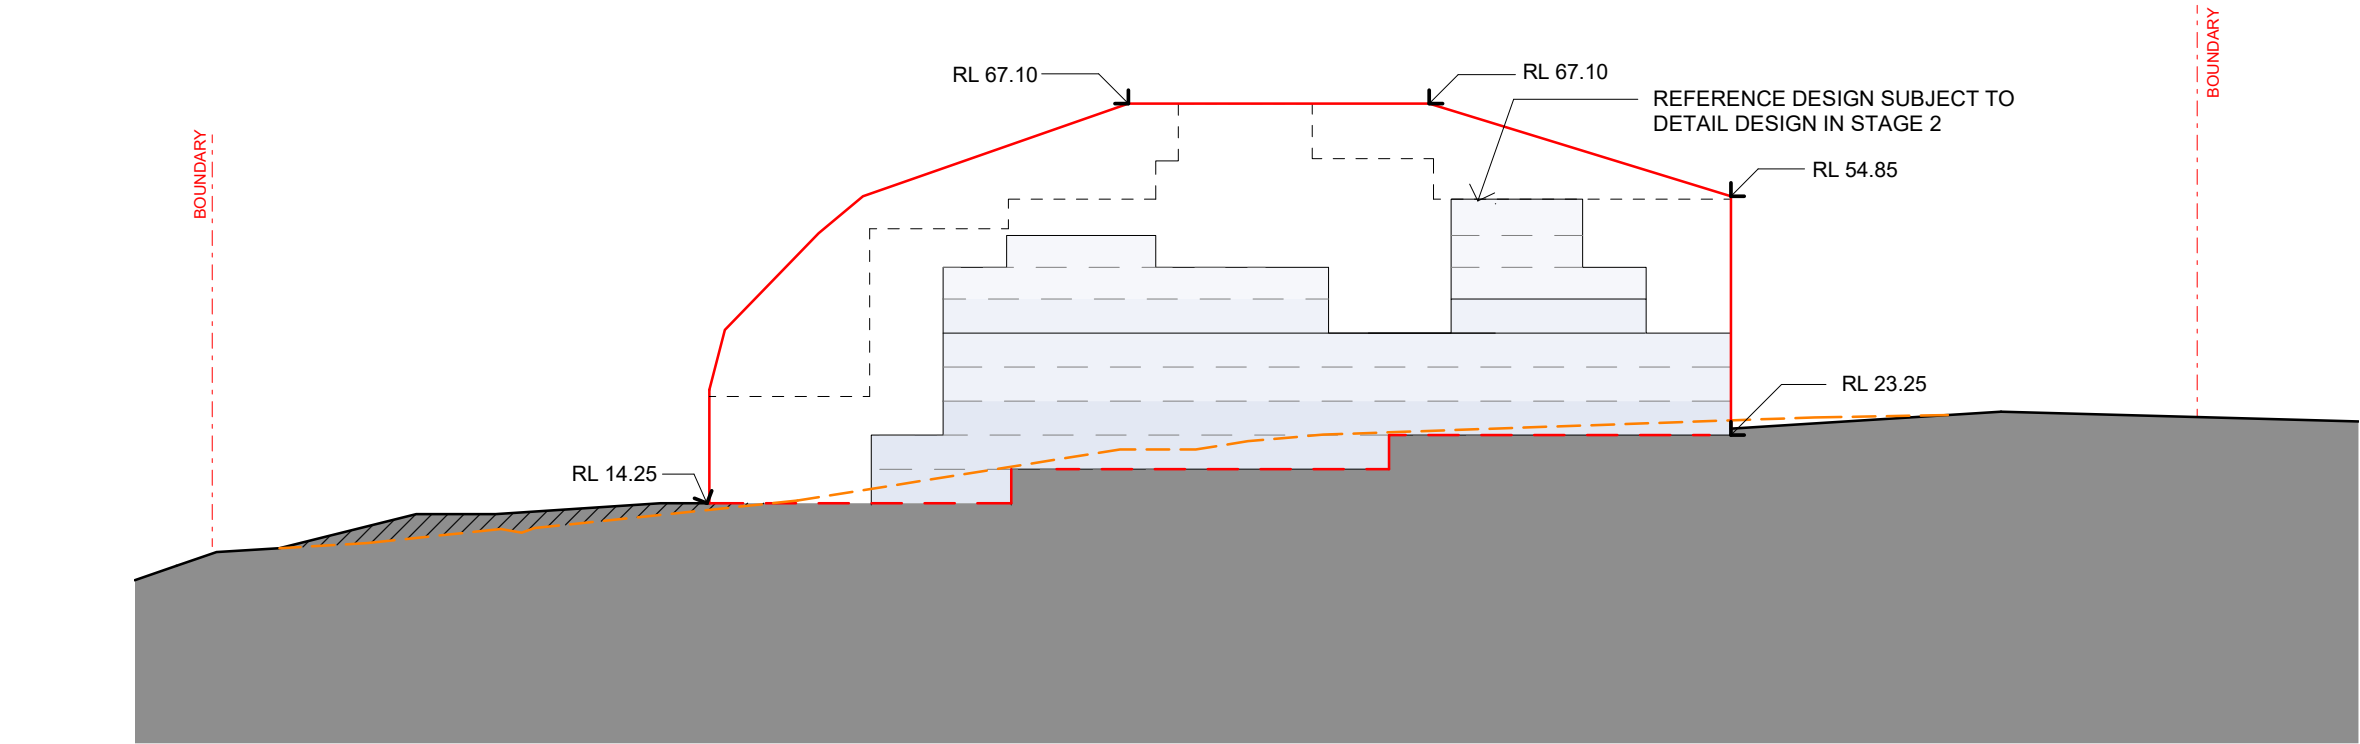 BOUNDARY
RL 67.10
RL 67.10
REFERENCE DESIGN SUBJECT TO
DETAIL DESIGN IN STAGE 2
BOUNDARY
RL 54.85
RL 23.25
RL 14.25